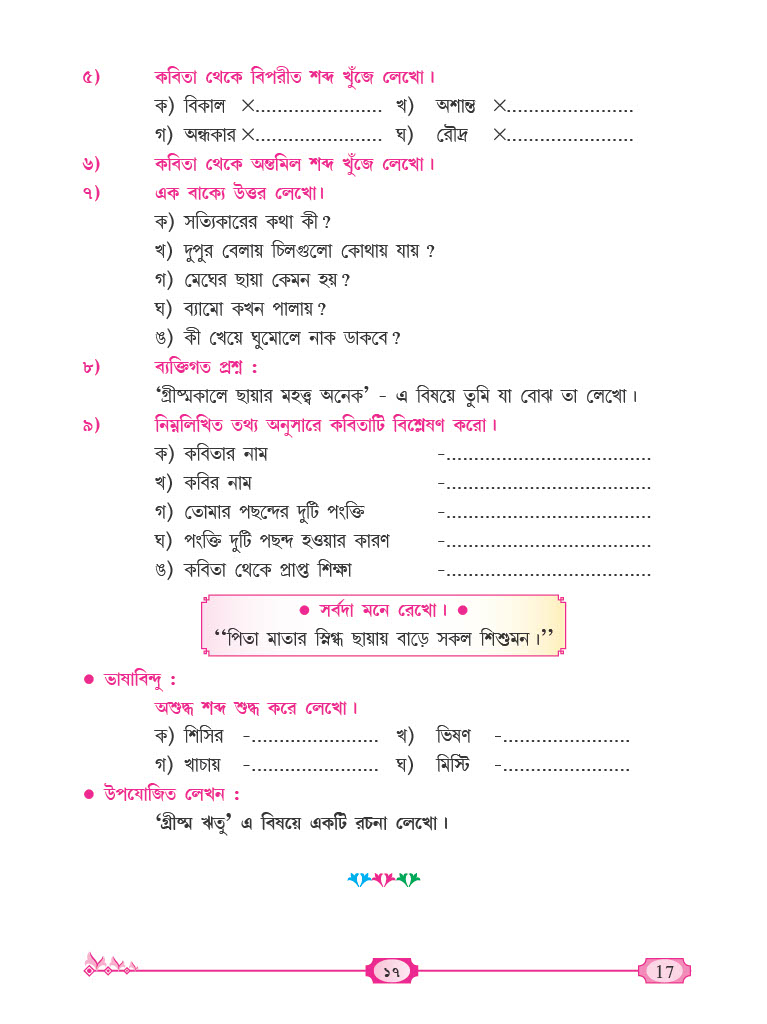 ৫) কবিতা থেকে বিপরীত শব্দ খুঁজে লেখো।
ক) বিকাল ×....................... খ) অশান্ত ×.......................
গ) অন্ধকার ×....................... ঘ) রৌদ্র ×.......................
৬) কবিতা থেকে অন্তমিল শব্দ খুঁজে লেখো।
৭) এক বাক্যে উত্তর লেখো।
ক) সত্যিকারের কথা কী?
খ) দুপুর বেলায় চিলগুলো কোথায় যায়?
গ) মেঘের ছায়া কেমন হয়?
ঘ) ব্যামো কখন পালায়?
ঙ) কী খেয়ে ঘুমোলে নাক ডাকবে?
৮) ব্যক্তিগত প্রশ্ন :
‘গ্রীষ্মকালে ছায়ার মহত্ত্ব অনেক’ - এ বিষয়ে তুমি যা বোঝ তা লেখো।
৯) নিম্নলিখিত তথ্য অনুসারে কবিতাটি বিশ্লেষণ করো।
ক) কবিতার নাম -.....................................
খ) কবির নাম -.....................................
গ) তোমার পছন্দের দুটি পংক্তি -.....................................
ঘ) পংক্তি দুটি পছন্দ হওয়ার কারণ -.....................................
ঙ) কবিতা থেকে প্রাপ্ত শিক্ষা -.....................................
● সর্বদা মনে রেখো। ●
‘‘পিতা মাতার স্নিগ্ধ ছায়ায় বাড়ে সকল শিশুমন।’’
● ভাষাবিন্দু :
অশুদ্ধ শব্দ শুদ্ধ করে লেখো।
ক) শিসির -....................... খ) ভিষণ -.......................
গ) খাচায় -....................... ঘ) মিস্টি -.......................
● উপযোজিত লেখন :
‘গ্রীষ্ম ঋতু’ এ বিষয়ে একটি রচনা লেখো।
১৭ 17